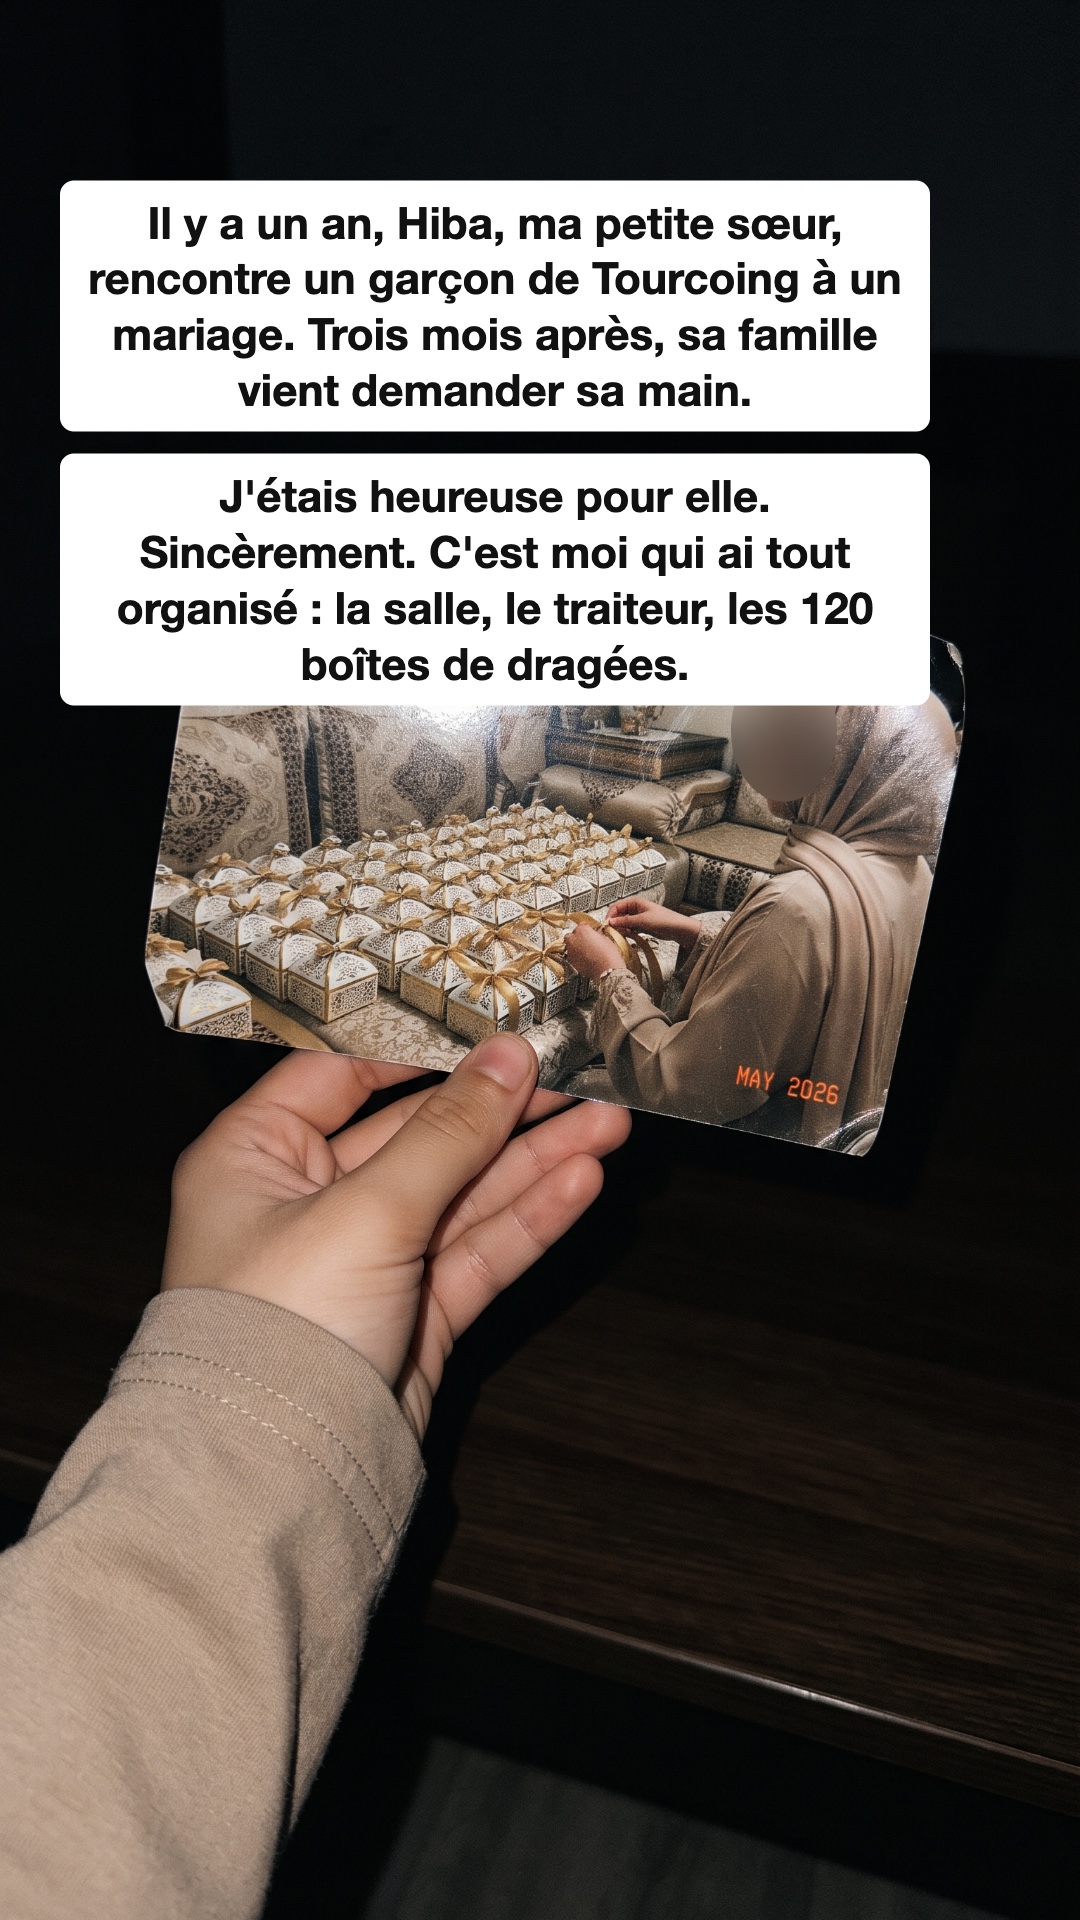 Il y a un an, Hiba, ma petite sœur,
rencontre un garçon de Tourcoing à un
mariage. Trois mois après, sa famille
vient demander sa main.
J'étais heureuse pour elle.
Sincèrement. C'est moi qui ai tout
organisé : la salle, le traiteur, les 120
boîtes de dragées.
MAY 2026